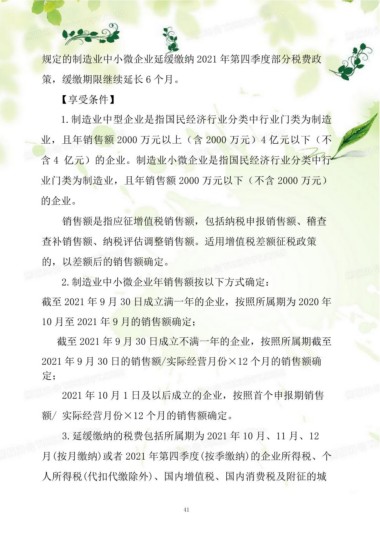 规定的制造业中小微企业延缓缴纳 2021 年第四季度部分税费政
策，缓缴期限继续延长 6 个月。
【享受条件】
1.制造业中型企业是指国民经济行业分类中行业门类为制造
业，且年销售额 2000 万元以上（含 2000 万元）4 亿元以下（不
含 4 亿元）的企业。制造业小微企业是指国民经济行业分类中行
业门类为制造业，且年销售额 2000 万元以下（不含 2000 万元）
的企业。
销售额是指应征增值税销售额，包括纳税申报销售额、稽查
查补销售额、纳税评估调整销售额。适用增值税差额征税政策
的，以差额后的销售额确定。
2.制造业中小微企业年销售额按以下方式确定：
截至 2021 年 9 月 30 日成立满一年的企业，按照所属期为 2020 年
10 月至 2021 年 9 月的销售额确定；
截至 2021 年 9 月 30 日成立不满一年的企业，按照所属期截至
2021 年 9 月 30 日的销售额/实际经营月份×12 个月的销售额确
定；
2021 年 10 月 1 日及以后成立的企业，按照首个申报期销售
额/ 实际经营月份×12 个月的销售额确定。
3.延缓缴纳的税费包括所属期为 2021 年 10 月、11 月、12
月(按月缴纳)或者 2021 年第四季度(按季缴纳)的企业所得税、个
人所得税(代扣代缴除外)、国内增值税、国内消费税及附征的城
41